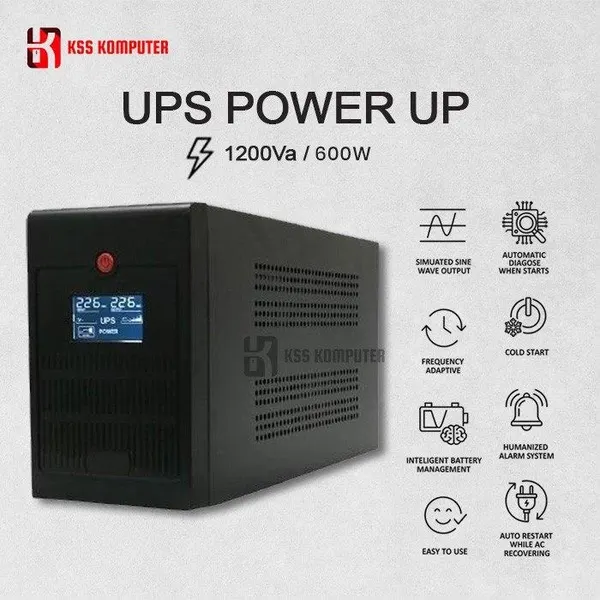 KSS KOMPUTER
UPS POWER UP
1200Va / 600W
SIMUATED SINE
WAVE OUTPUT
AUTOMATIC
DIAGOSE
WHEN STARTS
226 226
UPS
POWER
KSS KOMPUTER
FREQUENCY
ADAPTIVE
COLD START
INTELIGENT BATTERY
MANAGEMENT
HUMANIZED
ALARM SYSTEM
EASY TO USE
AUTO RESTART
WHILE AC
RECOVERING